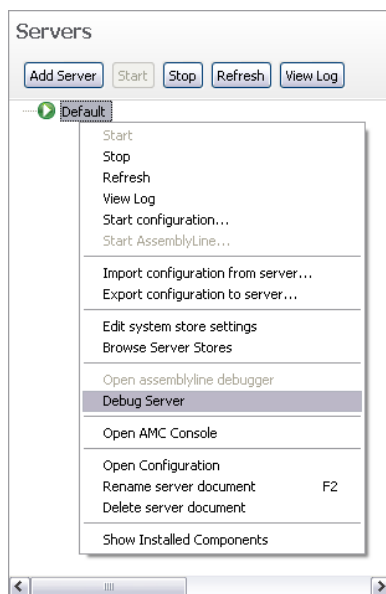 Servers
Add Server Start Stop Refresh View Log
Default
Start
Stop
Refresh
View Log
Start configuration...
Start AssemblyLine...
Import configuration from server...
Export configuration to server...
Edit system store settings
Browse Server Stores
Open assemblyline debugger
Debug Server
Open AMC Console
Open Configuration
Rename server document F2
Delete server document
Show Installed Components